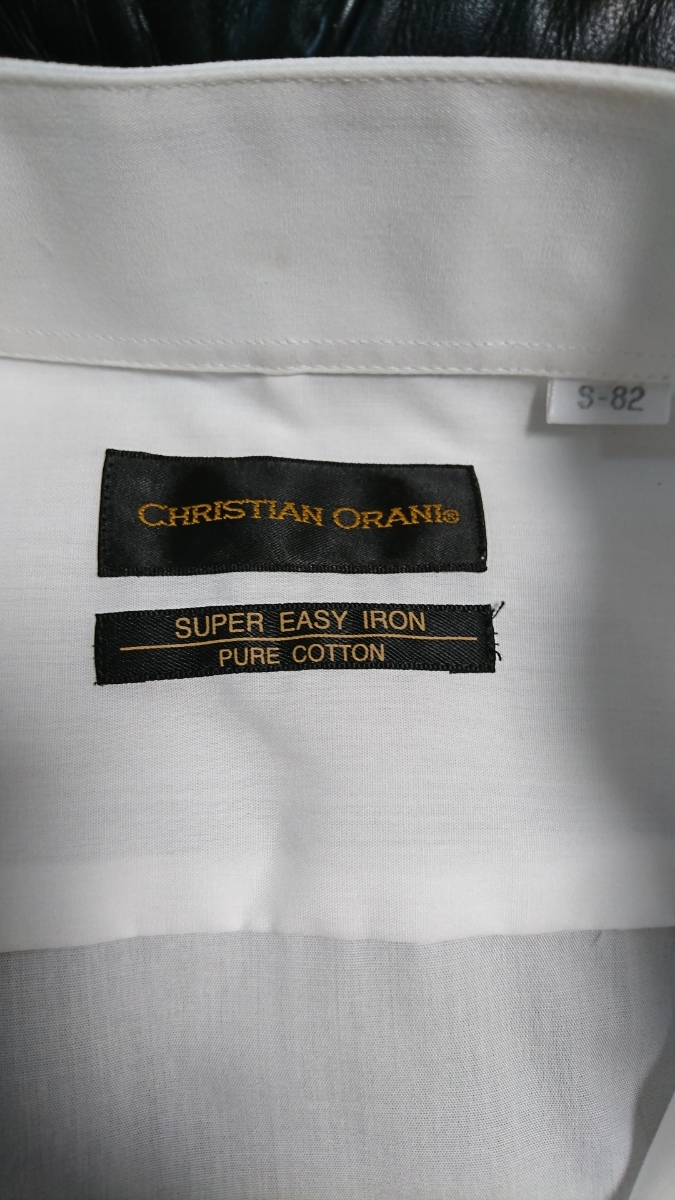 S-82
CHRISTIAN ORANI®
SUPER EASY IRON
PURE COTTON